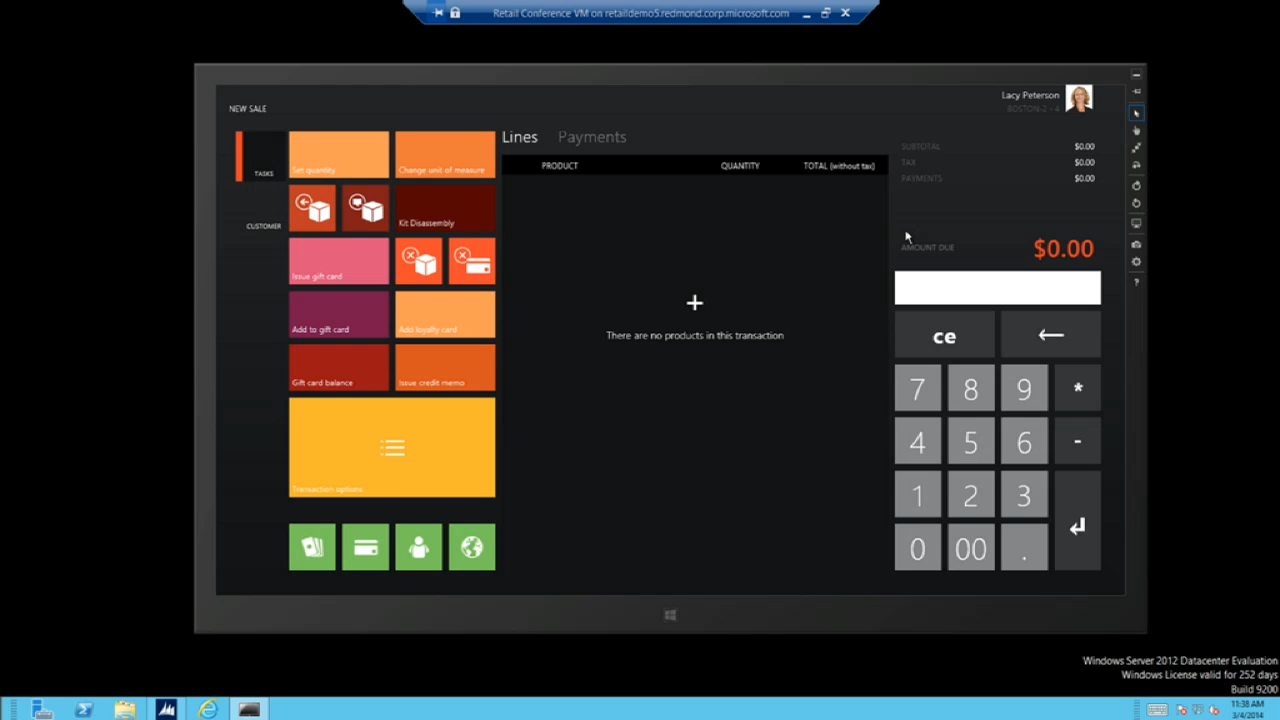 Retail Conference VM on retaildemo5.redmond.corp.microsoft.com
NEW SALE
Lacy Peterson
BOSTON-2 - 4
TASKS
CUSTOMER
Set quantity
Change unit of measure
Kit Disassembly
Issue gift card
Add to gift card
Add loyalty card
Gift card balance
Issue credit memo
Transaction options
Lines Payments
PRODUCT QUANTITY TOTAL (without tax)
+
There are no products in this transaction
SUBTOTAL $0.00
TAX $0.00
PAYMENTS $0.00
AMOUNT DUE $0.00
ce ←
7 8 9 *
4 5 6 -
1 2 3
0 00 .
?
Windows Server 2012 Datacenter Evaluation
Windows License valid for 252 days
Build 9200
11:38 AM
3/4/2014